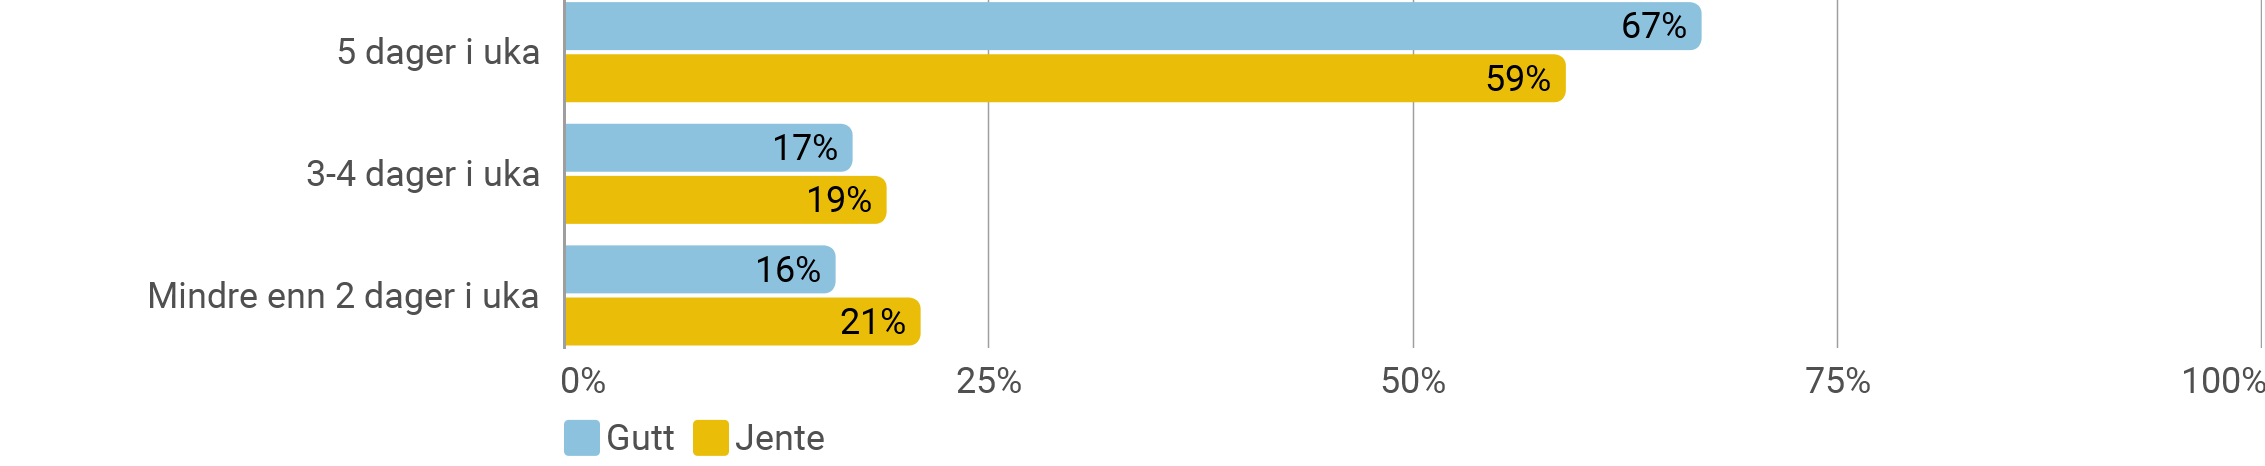 67%
5 dager i uka
59%
17%
3-4 dager i uka
19%
16%
Mindre enn 2 dager i uka
21%
0% 25% 50% 75% 100%
Gutt Jente